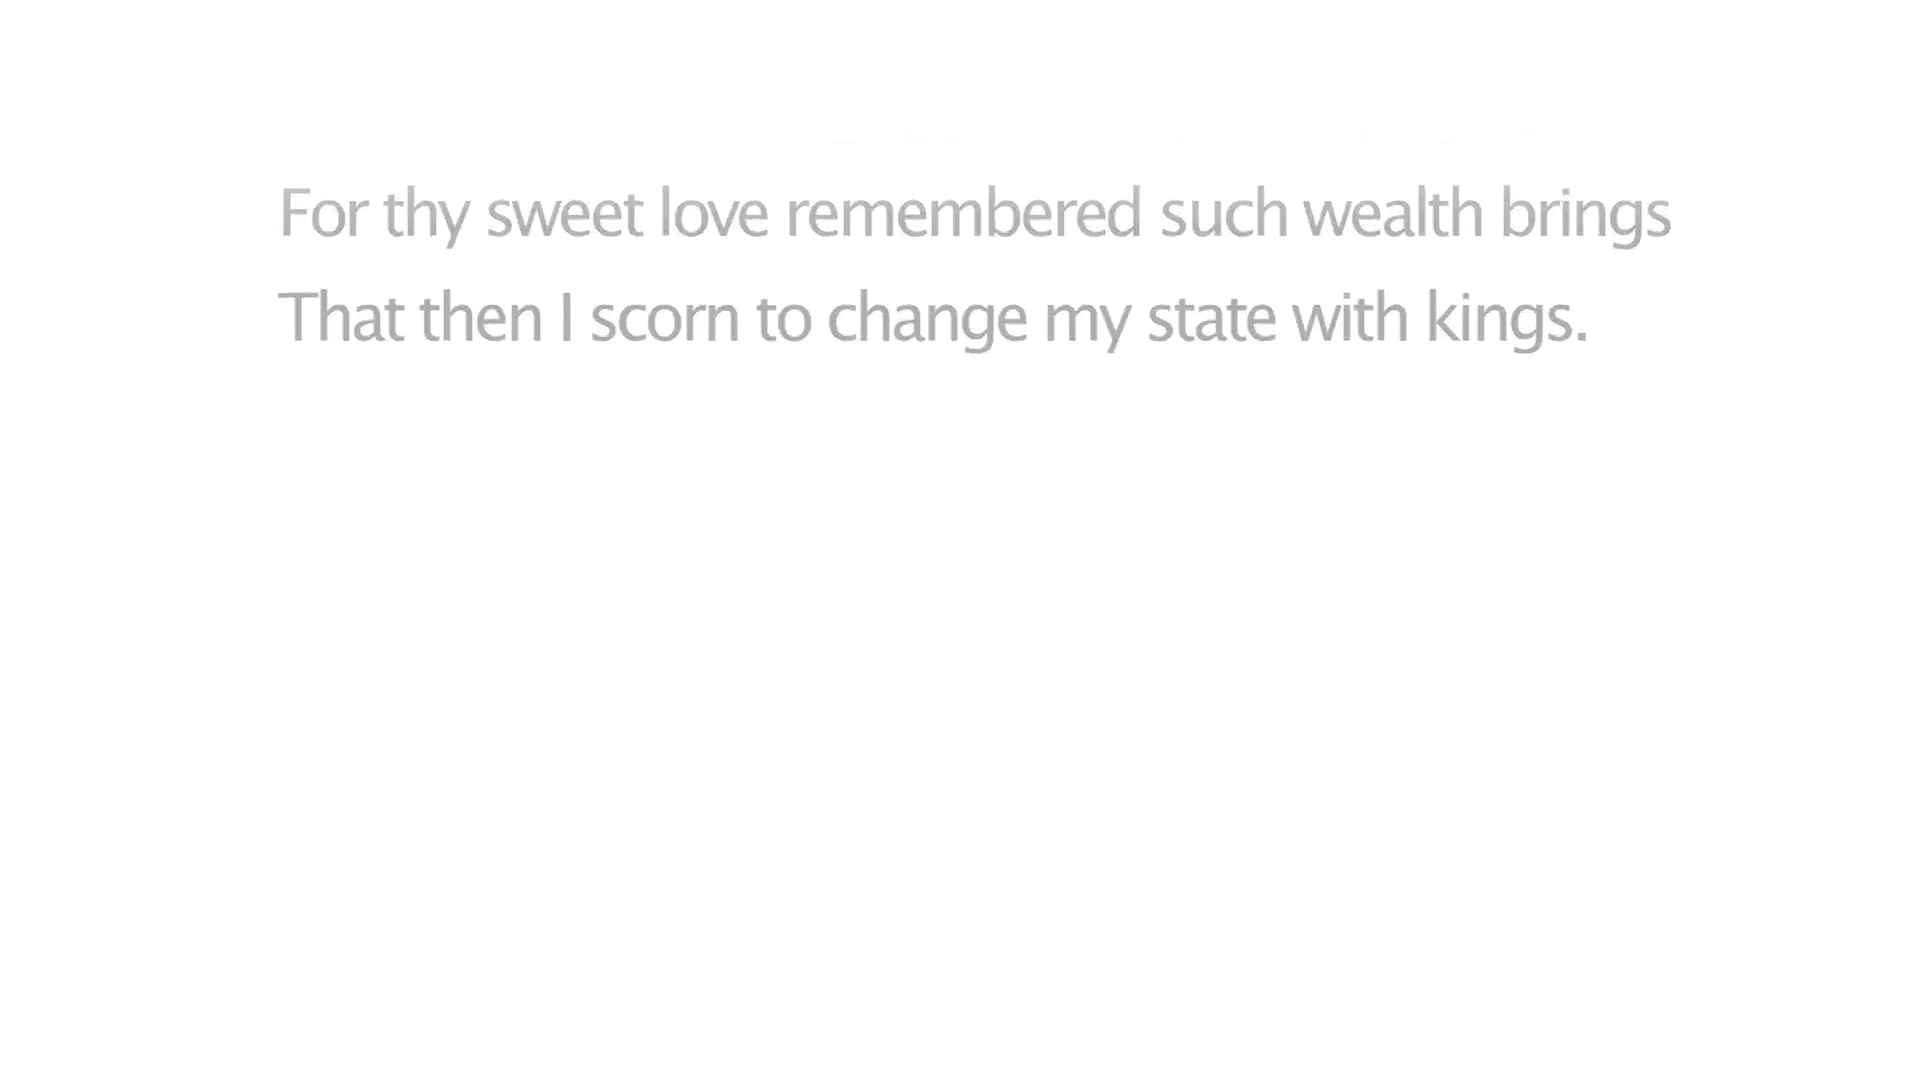 For thy sweet love remembered such wealth brings
That then I scorn to change my state with kings.